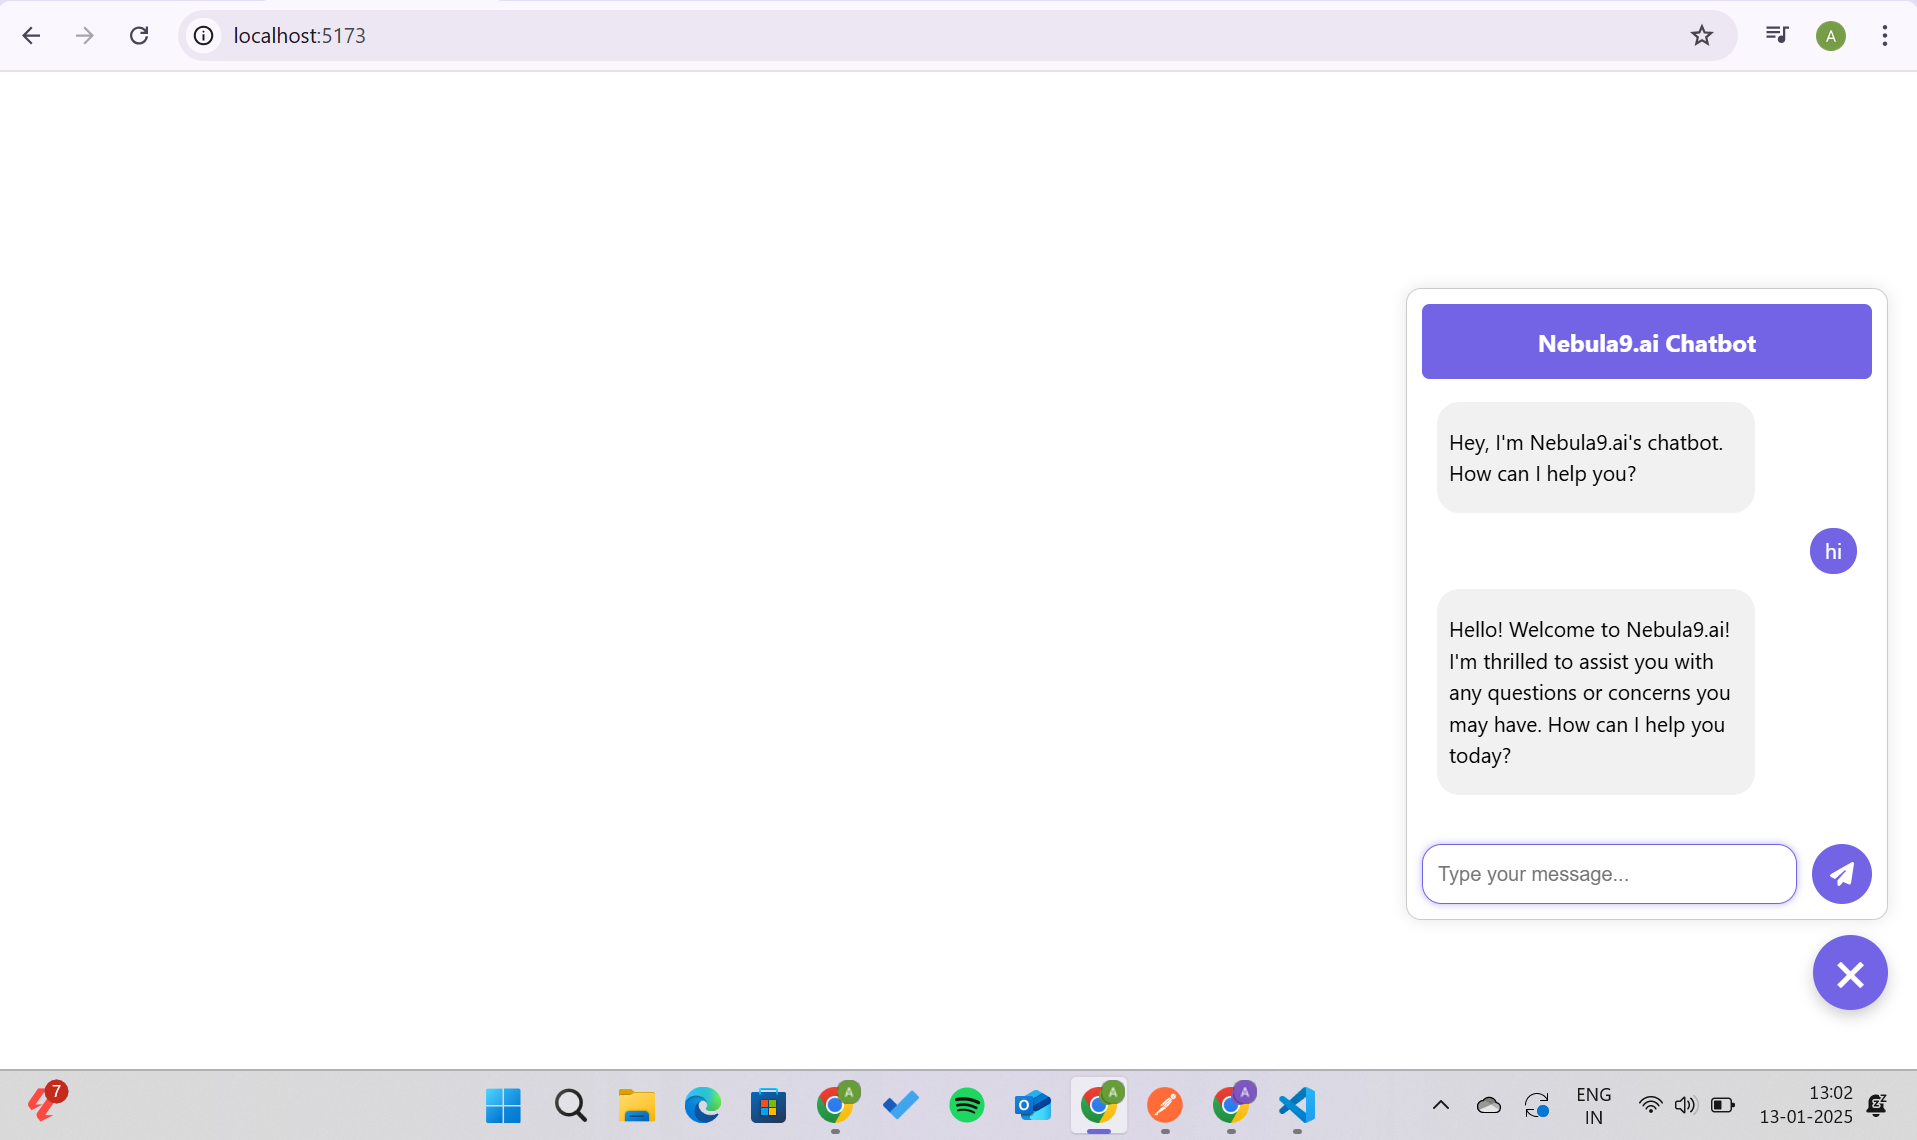 localhost:5173
A
Nebula9.ai Chatbot
Hey, I'm Nebula9.ai's chatbot.
How can I help you?
hi
Hello! Welcome to Nebula9.ai!
I'm thrilled to assist you with
any questions or concerns you
may have. How can I help you
today?
Type your message...
7
A
O
A
A
ENG
IN
13:02
13-01-2025